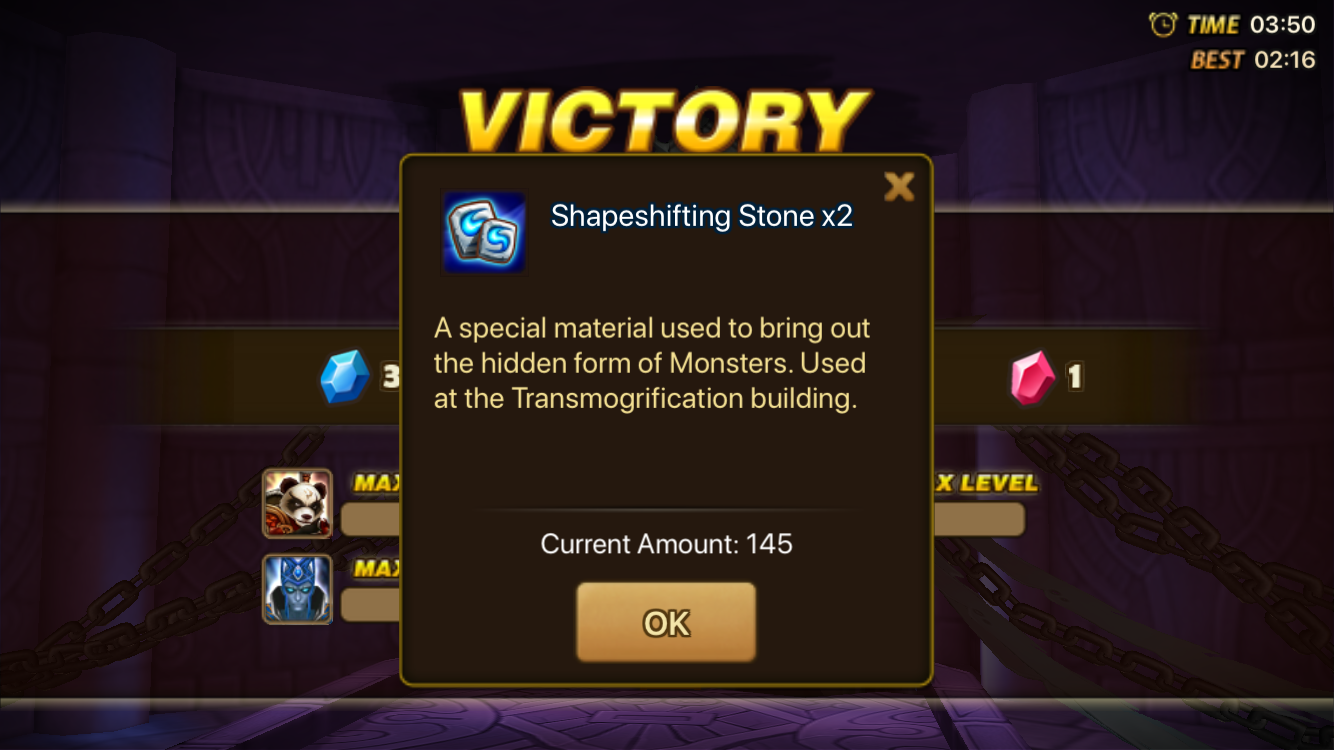 TIME 03:50
BEST 02:16
VICTORY
X
Shapeshifting Stone x2
A special material used to bring out
the hidden form of Monsters. Used
at the Transmogrification building.
3
1
MAX
X LEVEL
Current Amount: 145
MAX
OK